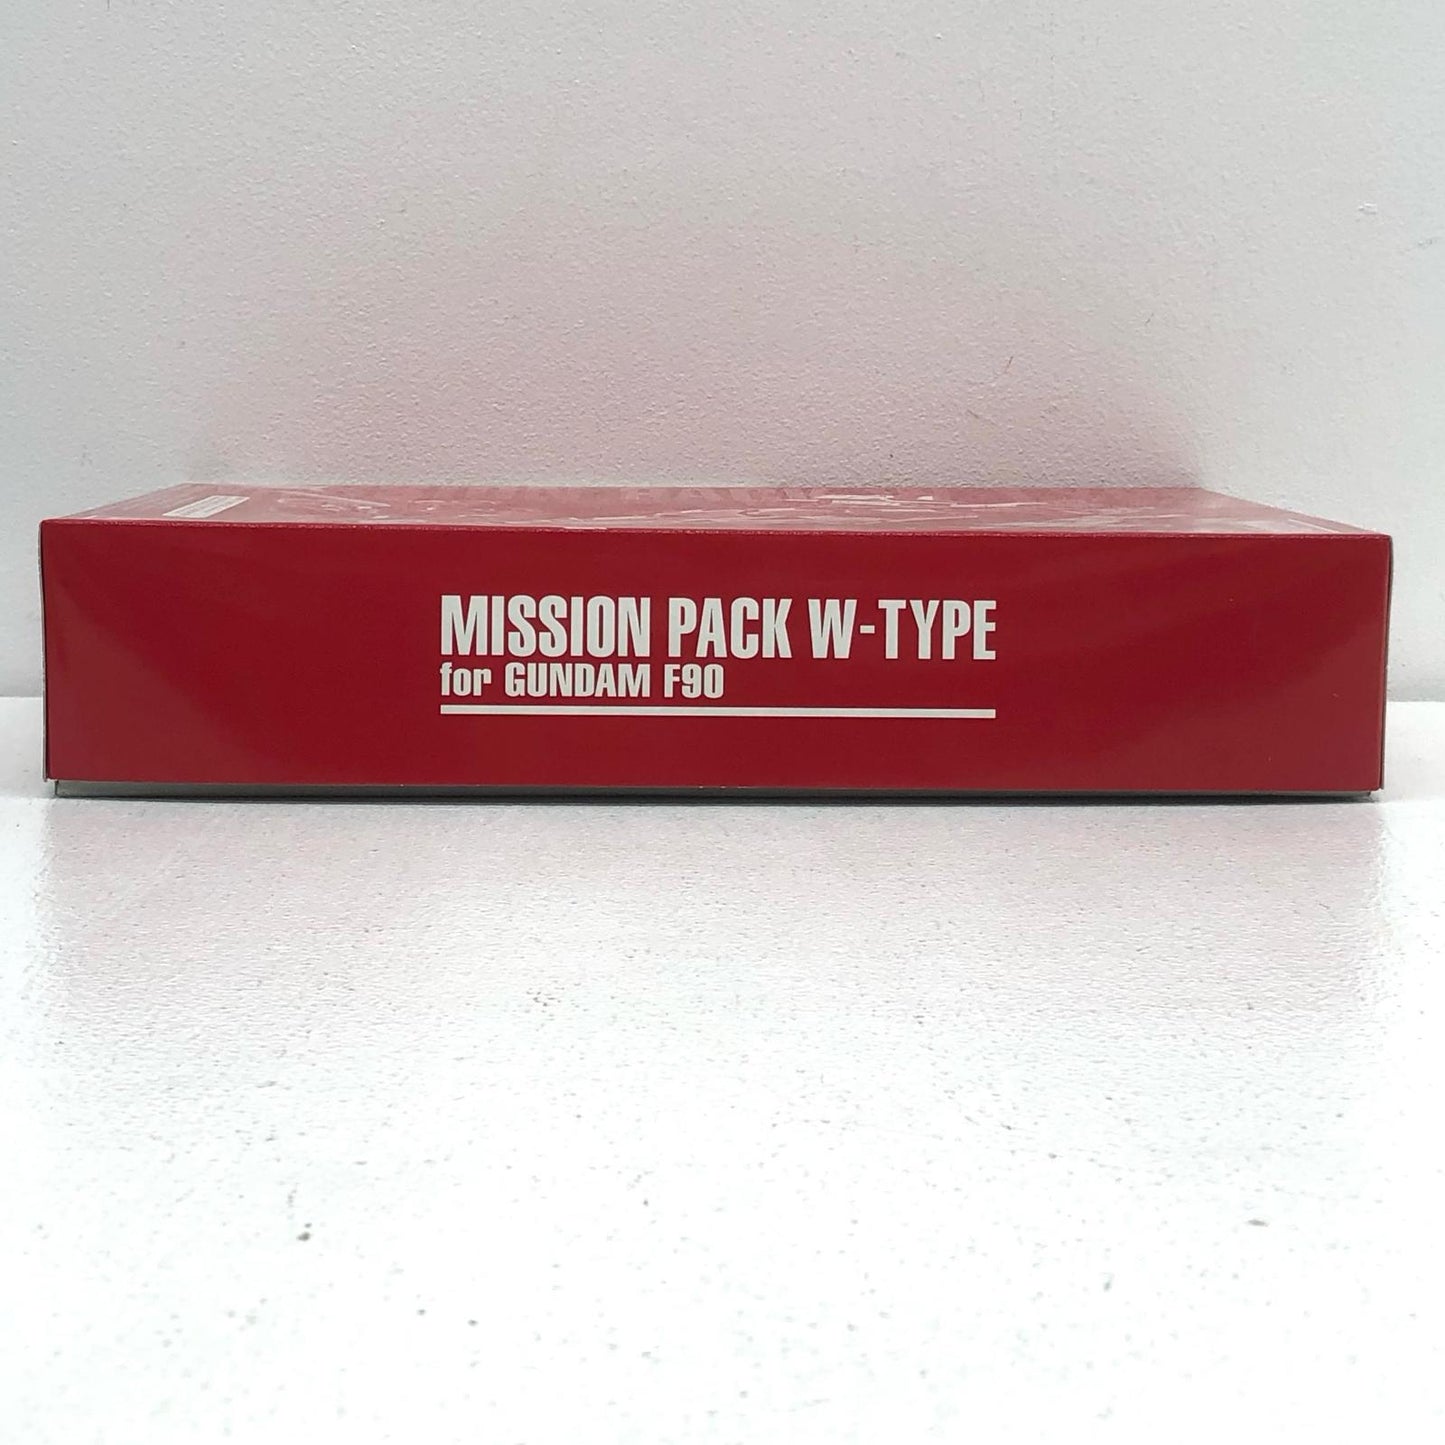 MISSION PACK W-TYPE
for GUNDAM F90